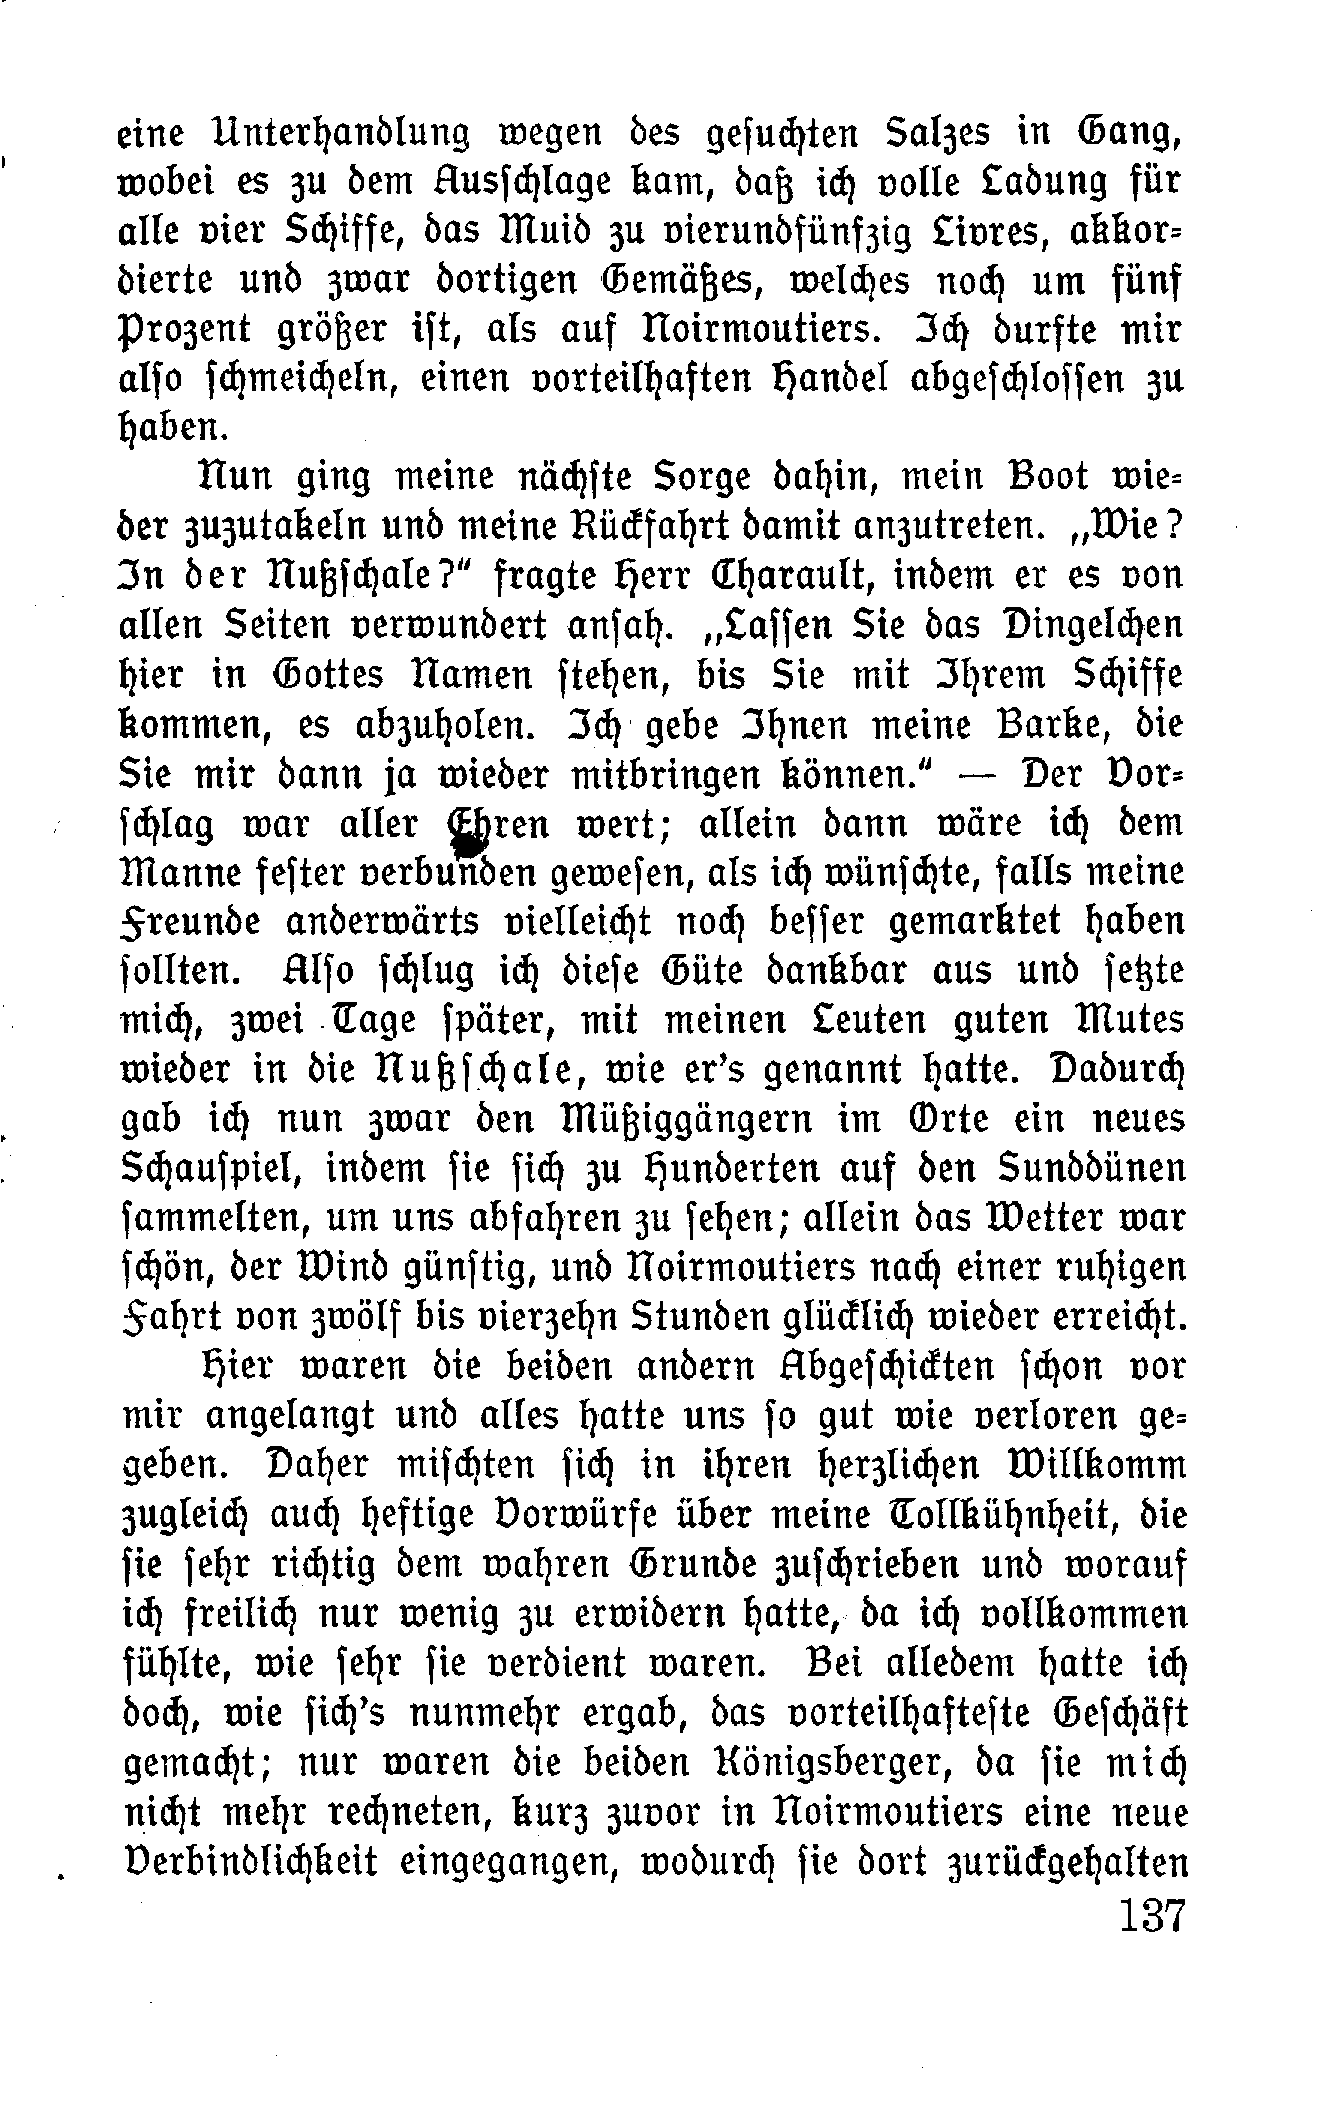 eine Unterhandlung wegen des gesuchten Salzes in Gang,
wobei es zu dem Ausschlage kam, daß ich volle Ladung für
alle vier Schiffe, das Muid zu vierundfünfzig Livres, akkor-
dierte und zwar dortigen Gemäßes, welches noch um fünf
Prozent größer ist, als auf Noirmoutiers. Ich durfte mir
also schmeicheln, einen vorteilhaften Handel abgeschlossen zu
haben.
Nun ging meine nächste Sorge dahin, mein Boot wie-
der zuzutakeln und meine Rückfahrt damit anzutreten. „Wie?
In der Nußschale?“ fragte Herr Charault, indem er es von
allen Seiten verwundert ansah. „Lassen Sie das Dingelchen
hier in Gottes Namen stehen, bis Sie mit Ihrem Schiffe
kommen, es abzuholen. Ich gebe Ihnen meine Barke, die
Sie mir dann ja wieder mitbringen können.“ — Der Vor-
schlag war aller Ehren wert; allein dann wäre ich dem
Manne fester verbunden gewesen, als ich wünschte, falls meine
Freunde anderwärts vielleicht noch besser gemarktet haben
sollten. Also schlug ich diese Güte dankbar aus und setzte
mich, zwei Tage später, mit meinen Leuten guten Mutes
wieder in die Nußschale, wie er's genannt hatte. Dadurch
gab ich nun zwar den Müßiggängern im Orte ein neues
Schauspiel, indem sie sich zu Hunderten auf den Sunddünen
sammelten, um uns abfahren zu sehen; allein das Wetter war
schön, der Wind günstig, und Noirmoutiers nach einer ruhigen
Fahrt von zwölf bis vierzehn Stunden glücklich wieder erreicht.
Hier waren die beiden andern Abgeschickten schon vor
mir angelangt und alles hatte uns so gut wie verloren ge-
geben. Daher mischten sich in ihren herzlichen Willkomm
zugleich auch heftige Vorwürfe über meine Tollkühnheit, die
sie sehr richtig dem wahren Grunde zuschrieben und worauf
ich freilich nur wenig zu erwidern hatte, da ich vollkommen
fühlte, wie sehr sie verdient waren. Bei alledem hatte ich
doch, wie sich's nunmehr ergab, das vorteilhafteste Geschäft
gemacht; nur waren die beiden Königsberger, da sie mich
nicht mehr rechneten, kurz zuvor in Noirmoutiers eine neue
Verbindlichkeit eingegangen, wodurch sie dort zurückgehalten
137